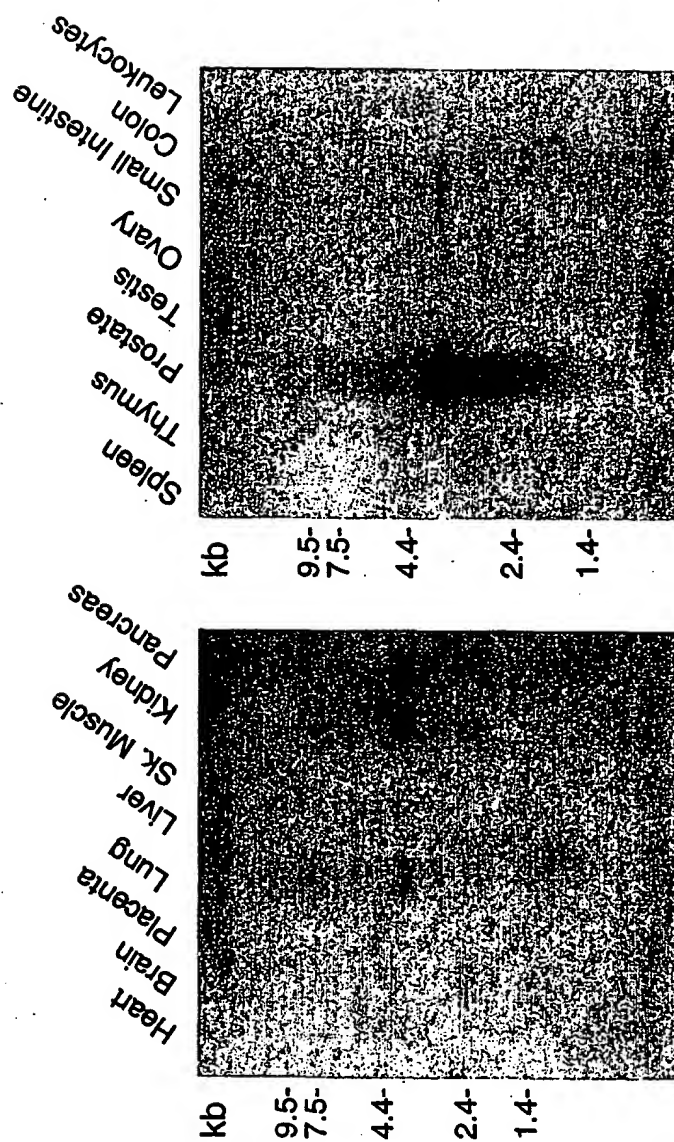 Spleen
Thymus
Prostate
Testis
Ovary
Small Intestine
Colon
Leukocytes
kb
9.5-
7.5-
4.4-
2.4-
1.4-
Heart
Brain
Placenta
Lung
Liver
Sk. Muscle
Kidney
Pancreas
kb
9.5-
7.5-
4.4-
2.4-
1.4-